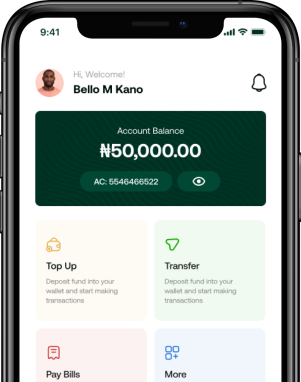 9:41
Hi, Welcome!
Bello M Kano
Account Balance
₦50,000.00
AC: 5546466522
Top Up
Deposit fund into your
wallet and start making
transactions
Transfer
Deposit fund into your
wallet and start making
transactions
Pay Bills
More